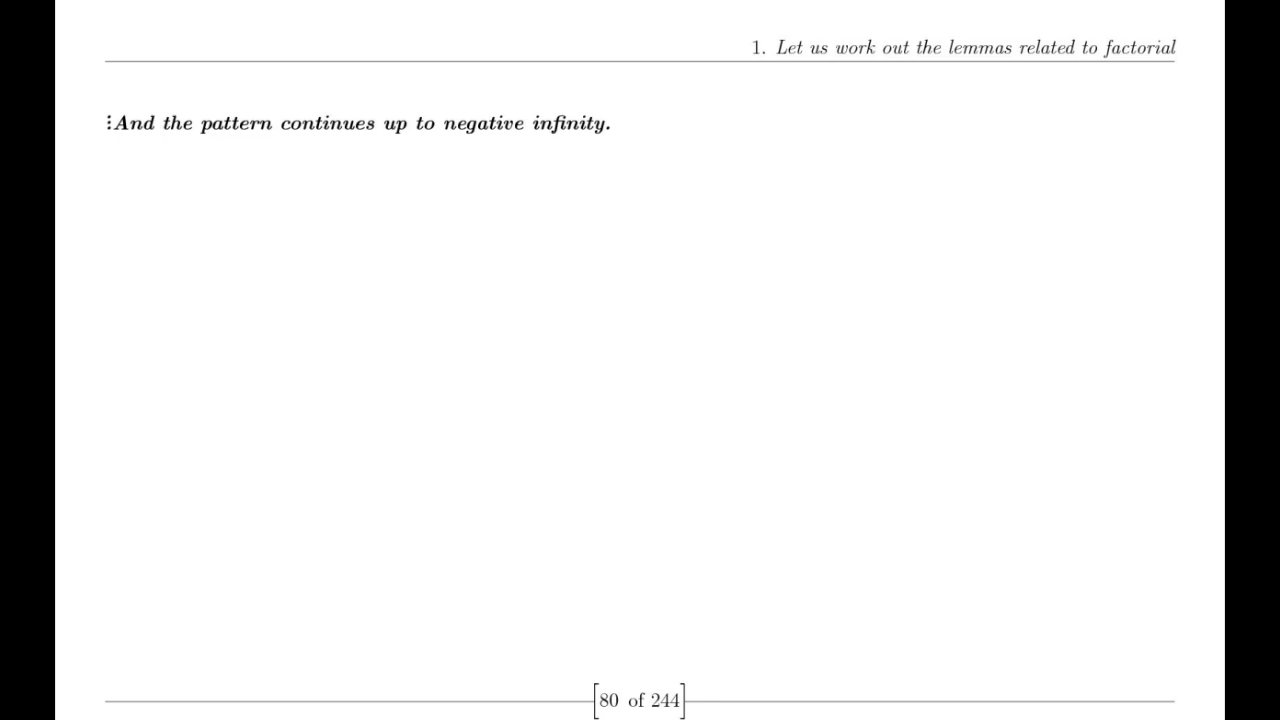 1. Let us work out the lemmas related to factorial
⋮And the pattern continues up to negative infinity.
[80 of 244]